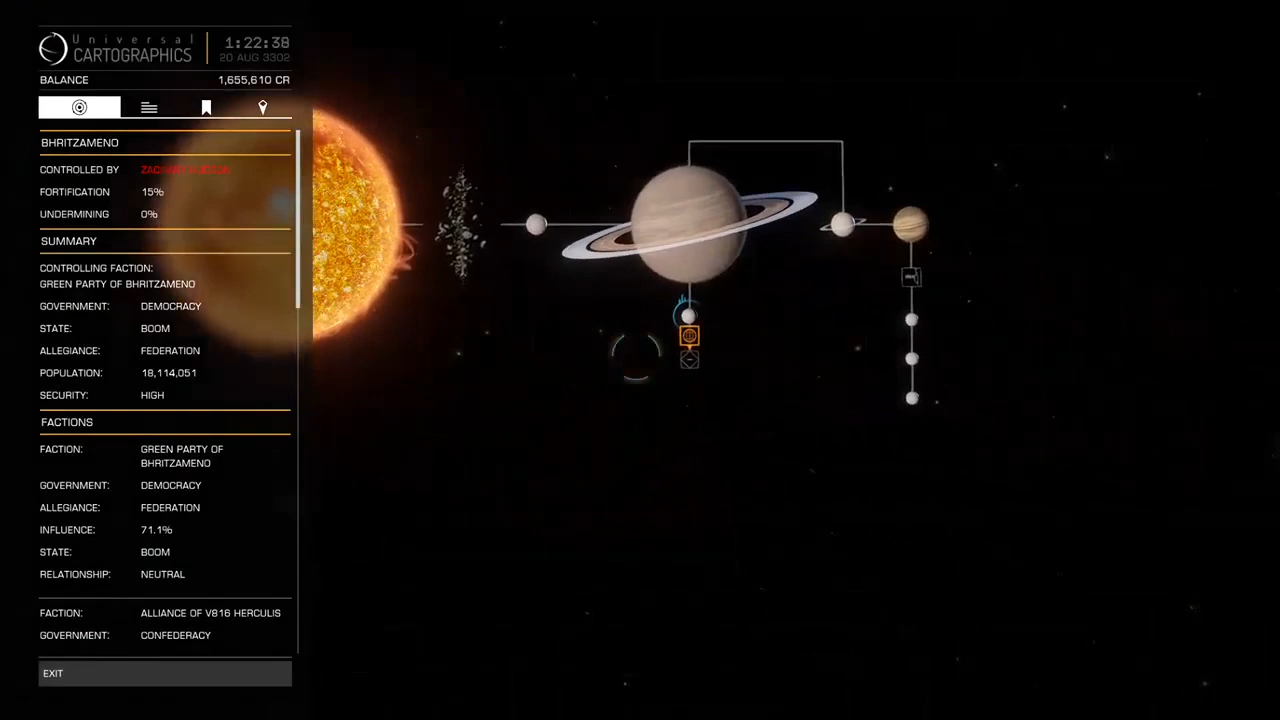 Universal
CARTOGRAPHICS
1:22:38
20 AUG 3302
BALANCE 1,655,610 CR
BHRITZAMENO
CONTROLLED BY
FORTIFICATION 15%
UNDERMINING 0%
SUMMARY
CONTROLLING FACTION:
GREEN PARTY OF BHRITZAMENO
GOVERNMENT: DEMOCRACY
STATE: BOOM
ALLEGIANCE: FEDERATION
POPULATION: 18,114,051
SECURITY: HIGH
FACTIONS
FACTION: GREEN PARTY OF
BHRITZAMENO
GOVERNMENT: DEMOCRACY
ALLEGIANCE: FEDERATION
INFLUENCE: 71.1%
STATE: BOOM
RELATIONSHIP: NEUTRAL
FACTION: ALLIANCE OF V816 HERCULIS
GOVERNMENT: CONFEDERACY
EXIT